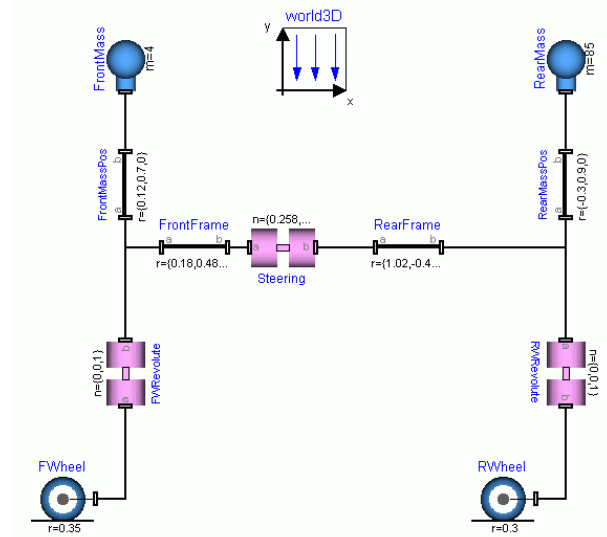 world3D
y
x
FrontMass
m=4
RearMass
m=85
FrontMassPos
b
a
r={0.12,0.7,0}
RearMassPos
b
a
r={-0.3,0.9,0}
FrontFrame
a
b
r={0.18,0.48...
n={0.258,...
a
b
Steering
RearFrame
a
b
r={1.02,-0.4...
n={0,0,1}
b
a
FWRevolute
RWRevolute
a
b
n={0,0,1}
FWheel
r=0.35
RWheel
r=0.3